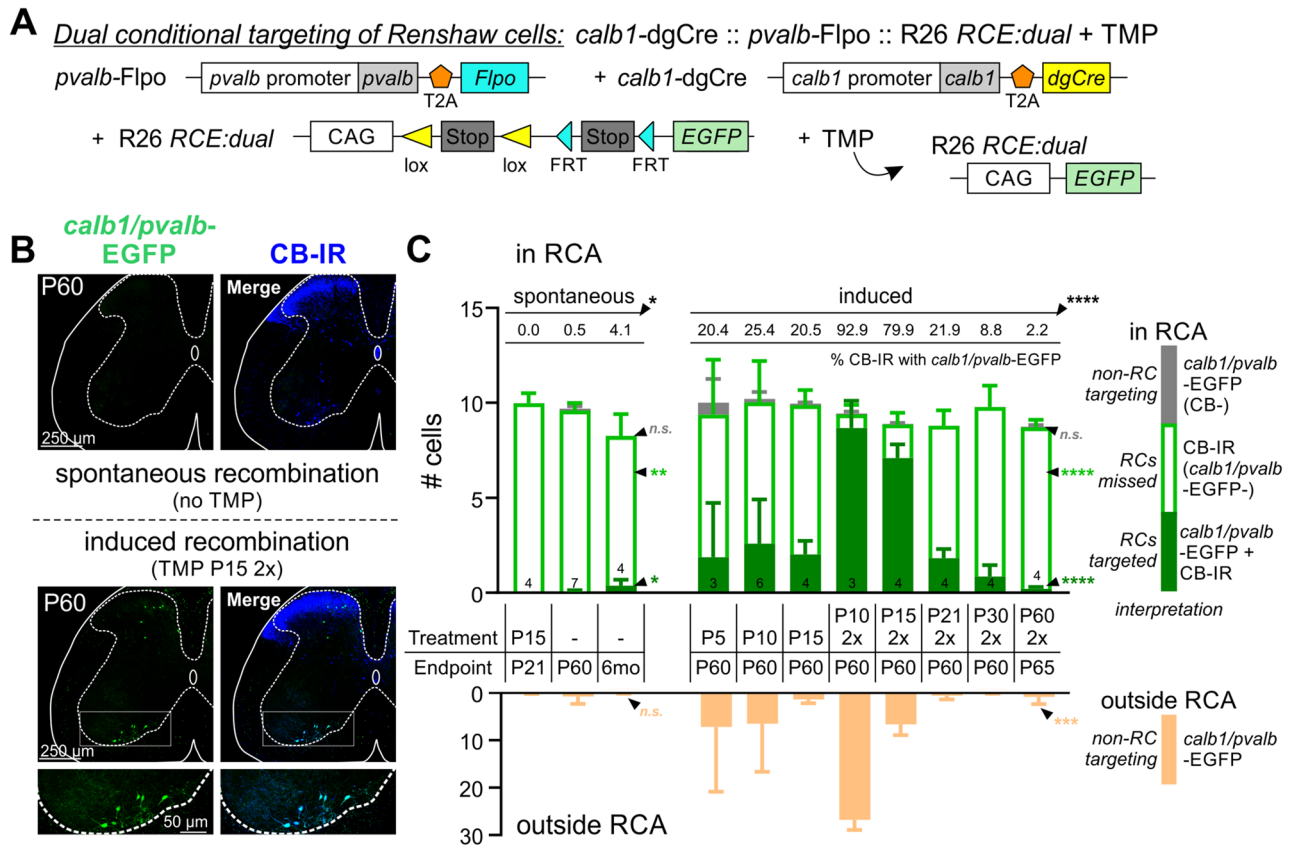 A
Dual conditional targeting of Renshaw cells: calb1-dgCre :: pvalb-Flpo :: R26 RCE:dual + TMP
pvalb-Flpo
pvalb promoter
pvalb
T2A
Flpo
+ calb1-dgCre
calb1 promoter
calb1
T2A
dgCre
+ R26 RCE:dual
CAG
lox
Stop
lox
FRT
Stop
FRT
EGFP
+ TMP
R26 RCE:dual
CAG
EGFP
B
calb1/pvalb-
EGFP
CB-IR
P60
Merge
250 µm
spontaneous recombination
(no TMP)
induced recombination
(TMP P15 2x)
P60
Merge
250 µm
50 µm
C
in RCA
spontaneous
*
induced
****
0.0 0.5 4.1
20.4 25.4 20.5 92.9 79.9 21.9 8.8 2.2
% CB-IR with calb1/pvalb-EGFP
# cells
15
10
5
0
n.s.
**
*
n.s.
****
****
4 7 4
3 6 4 3 4 4 4 4
Treatment P15 - - P5 P10 P15 P10 2x P15 2x P21 2x P30 2x P60 2x
Endpoint P21 P60 6mo P60 P60 P60 P60 P60 P60 P60 P65
0
10
20
30
n.s.
***
outside RCA
in RCA
non-RC
targeting
calb1/pvalb
-EGFP
(CB-)
RCs
missed
CB-IR
(calb1/pvalb
-EGFP-)
RCs
targeted
calb1/pvalb
-EGFP +
CB-IR
interpretation
outside RCA
non-RC
targeting
calb1/pvalb
-EGFP